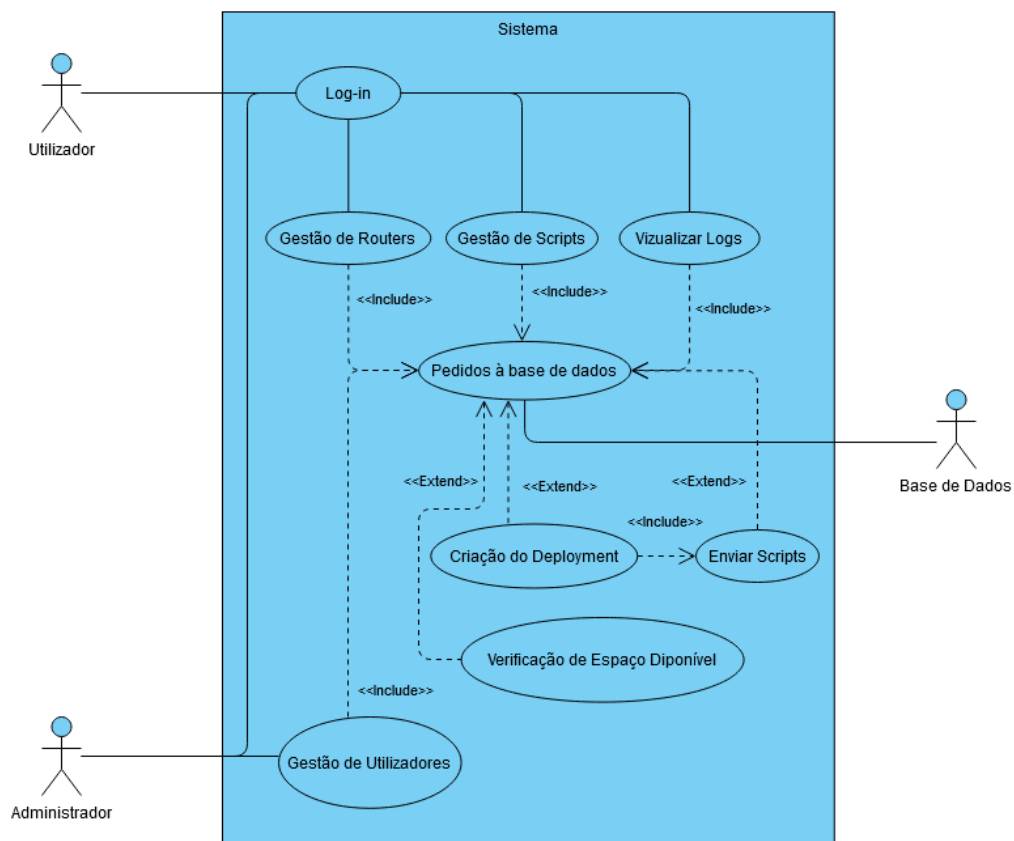 Sistema
Log-in
Utilizador
Gestão de Routers
Gestão de Scripts
Vizualizar Logs
<<Include>>
<<Include>>
<<Include>>
Pedidos à base de dados
Base de Dados
<<Extend>>
<<Extend>>
<<Extend>>
<<Include>>
Criação do Deployment
Enviar Scripts
Verificação de Espaço Diponível
<<Include>>
Gestão de Utilizadores
Administrador